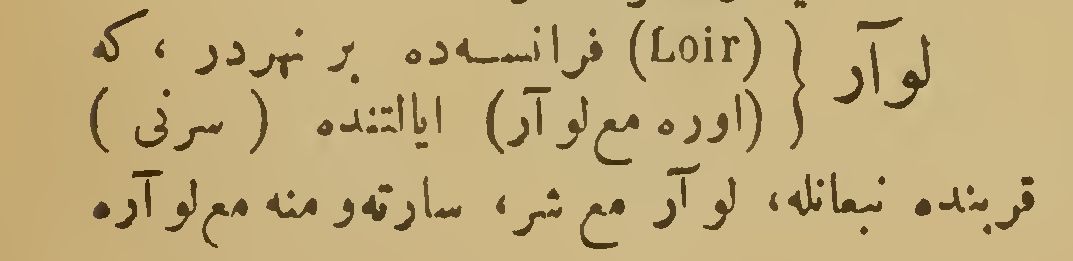 لوآر { (Loir) فرانسه‌ده بر نهردر ، که
(اوره مع‌لوآر) ایالتنده ( سرنی )
قربنده نبعانله، لوآر مع شر، سارته‌ومنه مع‌لوآره